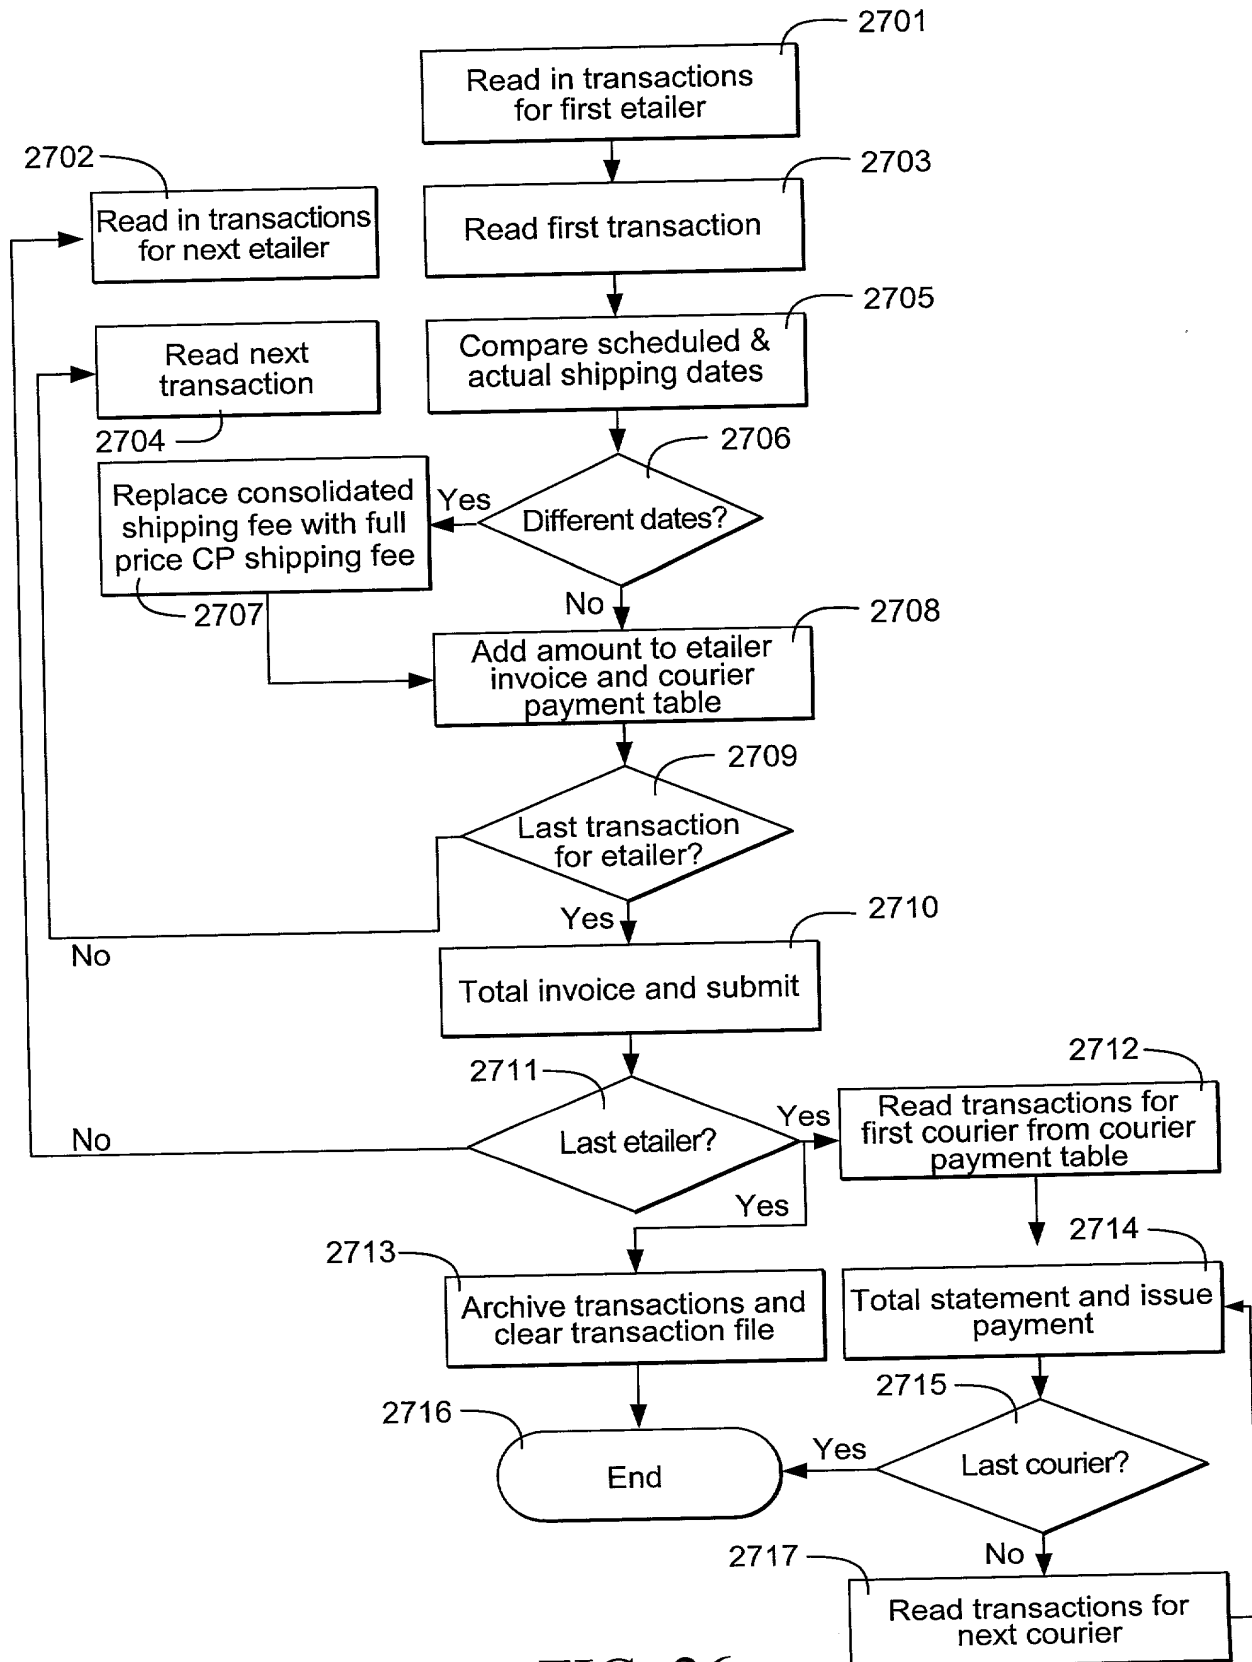 2701
Read in transactions
for first etailer
2702
Read in transactions
for next etailer
2703
Read first transaction
2705
Compare scheduled &
actual shipping dates
Read next
transaction
2704
2706
Different dates?
Yes
Replace consolidated
shipping fee with full
price CP shipping fee
2707
No
2708
Add amount to etailer
invoice and courier
payment table
2709
Last transaction
for etailer?
No
Yes
2710
Total invoice and submit
2711
Last etailer?
No
Yes
2712
Read transactions for
first courier from courier
payment table
Yes
2713
Archive transactions and
clear transaction file
2714
Total statement and issue
payment
2715
Last courier?
Yes
2716
End
No
2717
Read transactions for
next courier